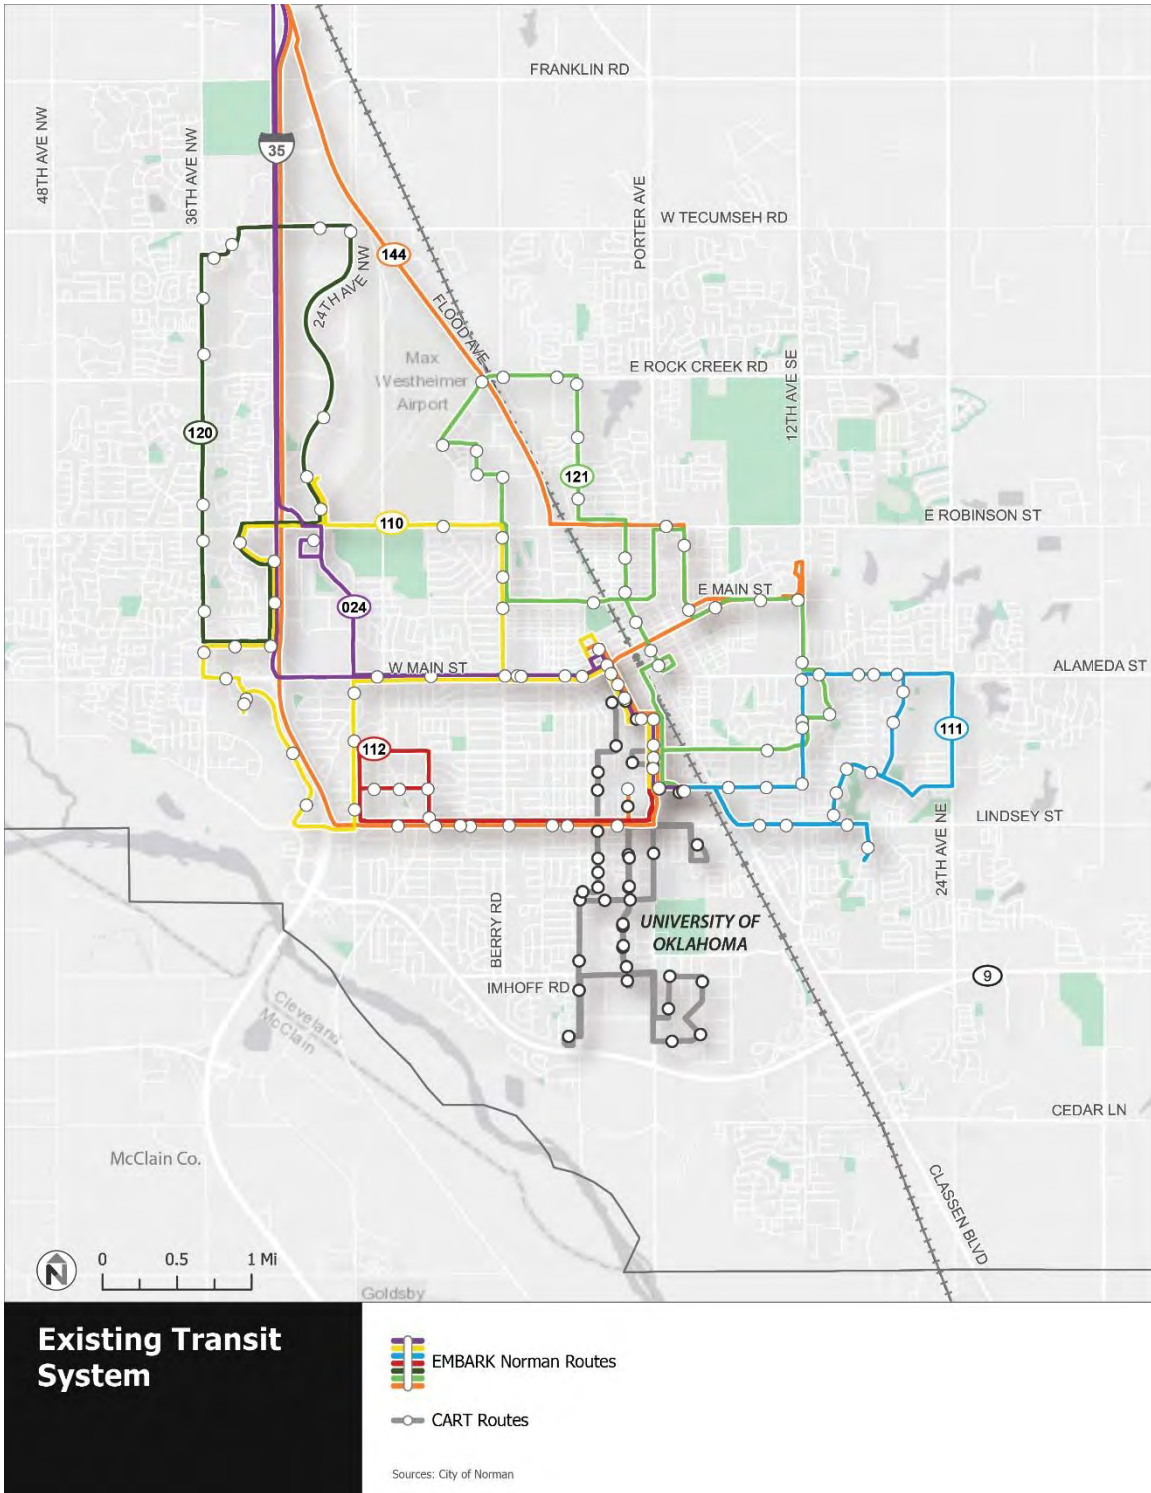 FRANKLIN RD
48TH AVE NW
36TH AVE NW
35
PORTER AVE
W TECUMSEH RD
144
24TH AVE NW
FLOOD AVE
Max
Westheimer
Airport
E ROCK CREEK RD
12TH AVE SE
120
121
110
E ROBINSON ST
E MAIN ST
024
W MAIN ST
ALAMEDA ST
112
111
LINDSEY ST
24TH AVE NE
BERRY RD
UNIVERSITY OF
OKLAHOMA
IMHOFF RD
9
Cleveland
McClain
CEDAR LN
McClain Co.
CLASSEN BLVD
N
0 0.5 1 Mi
Goldsby
Existing Transit
System
EMBARK Norman Routes
CART Routes
Sources: City of Norman